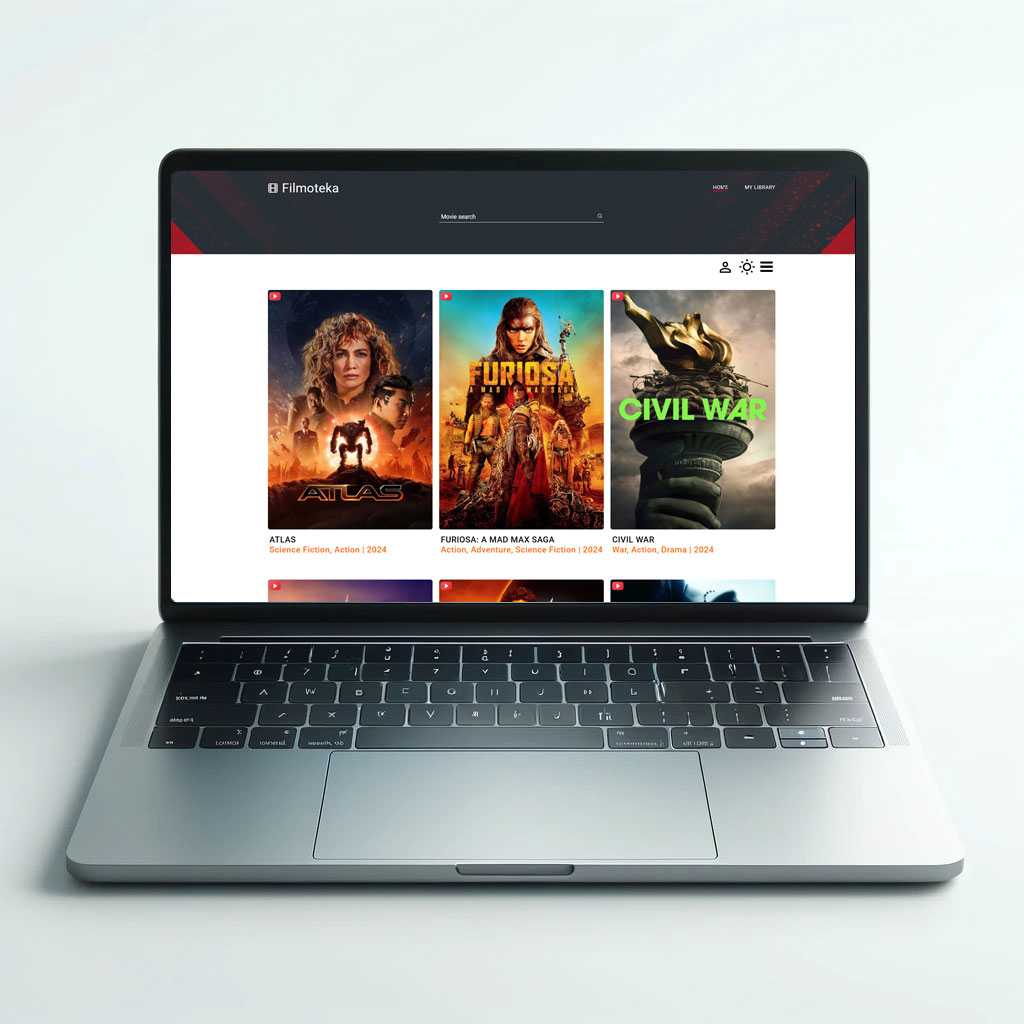 Filmoteka
HOME MY LIBRARY
Movie search
FURIOSA
A MAD MAX SAGA
CIVIL WAR
ATLAS
ATLAS
Science Fiction, Action | 2024
FURIOSA: A MAD MAX SAGA
Action, Adventure, Science Fiction | 2024
CIVIL WAR
War, Action, Drama | 2024